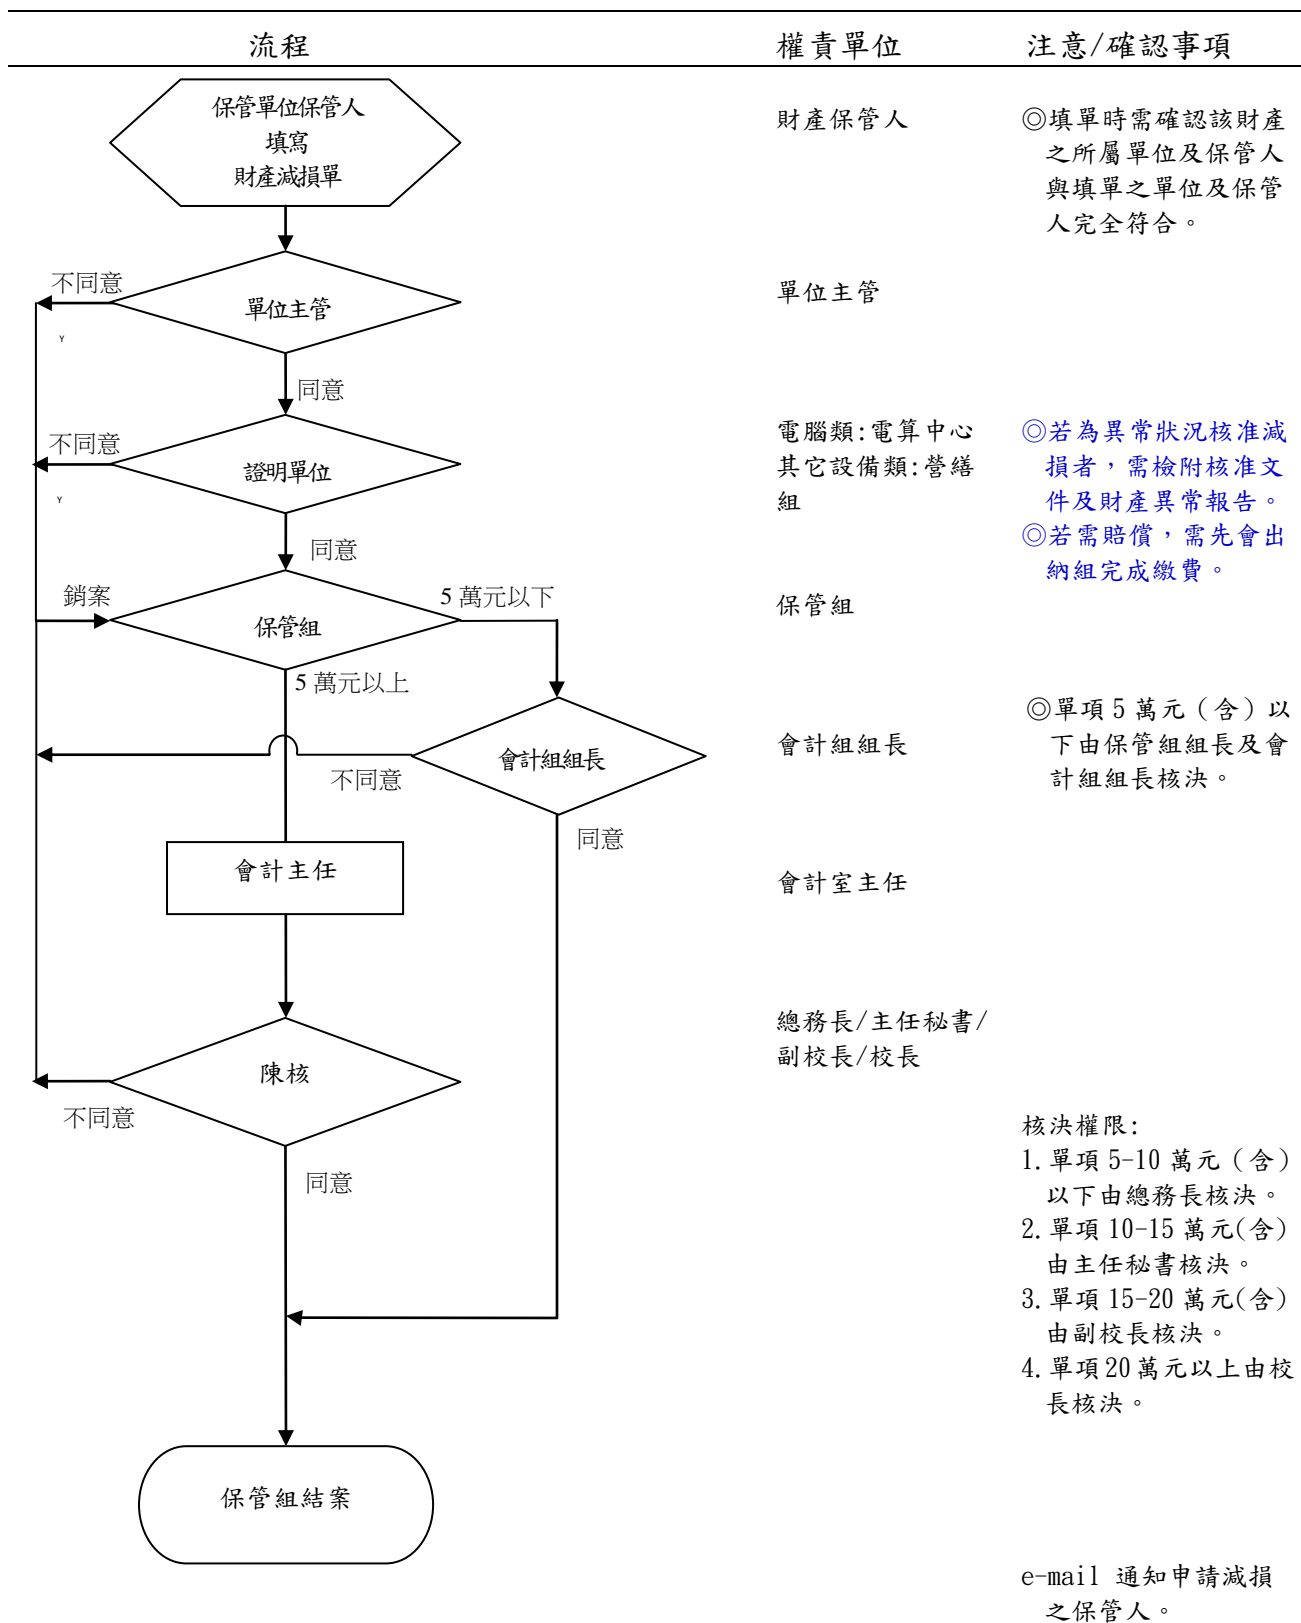 流程
權責單位
注意/確認事項
保管單位保管人
填寫
財產減損單
財產保管人
◎填單時需確認該財產
之所屬單位及保管人
與填單之單位及保管
人完全符合。
不同意
單位主管
單位主管
Y
同意
不同意
證明單位
電腦類:電算中心
其它設備類:營繕
組
◎若為異常狀況核准減
損者,需檢附核准文
件及財產異常報告。
◎若需賠償,需先會出
納組完成繳費。
Y
同意
銷案
保管組
5 萬元以下
保管組
5 萬元以上
會計組組長
不同意
會計組組長
◎單項 5 萬元(含)以
下由保管組組長及會
計組組長核決。
同意
會計主任
會計室主任
陳核
總務長/主任秘書/
副校長/校長
不同意
同意
核決權限:
1.單項 5-10 萬元(含)
以下由總務長核決。
2.單項 10-15 萬元(含)
由主任秘書核決。
3.單項 15-20 萬元(含)
由副校長核決。
4.單項 20 萬元以上由校
長核決。
保管組結案
e-mail 通知申請減損
之保管人。